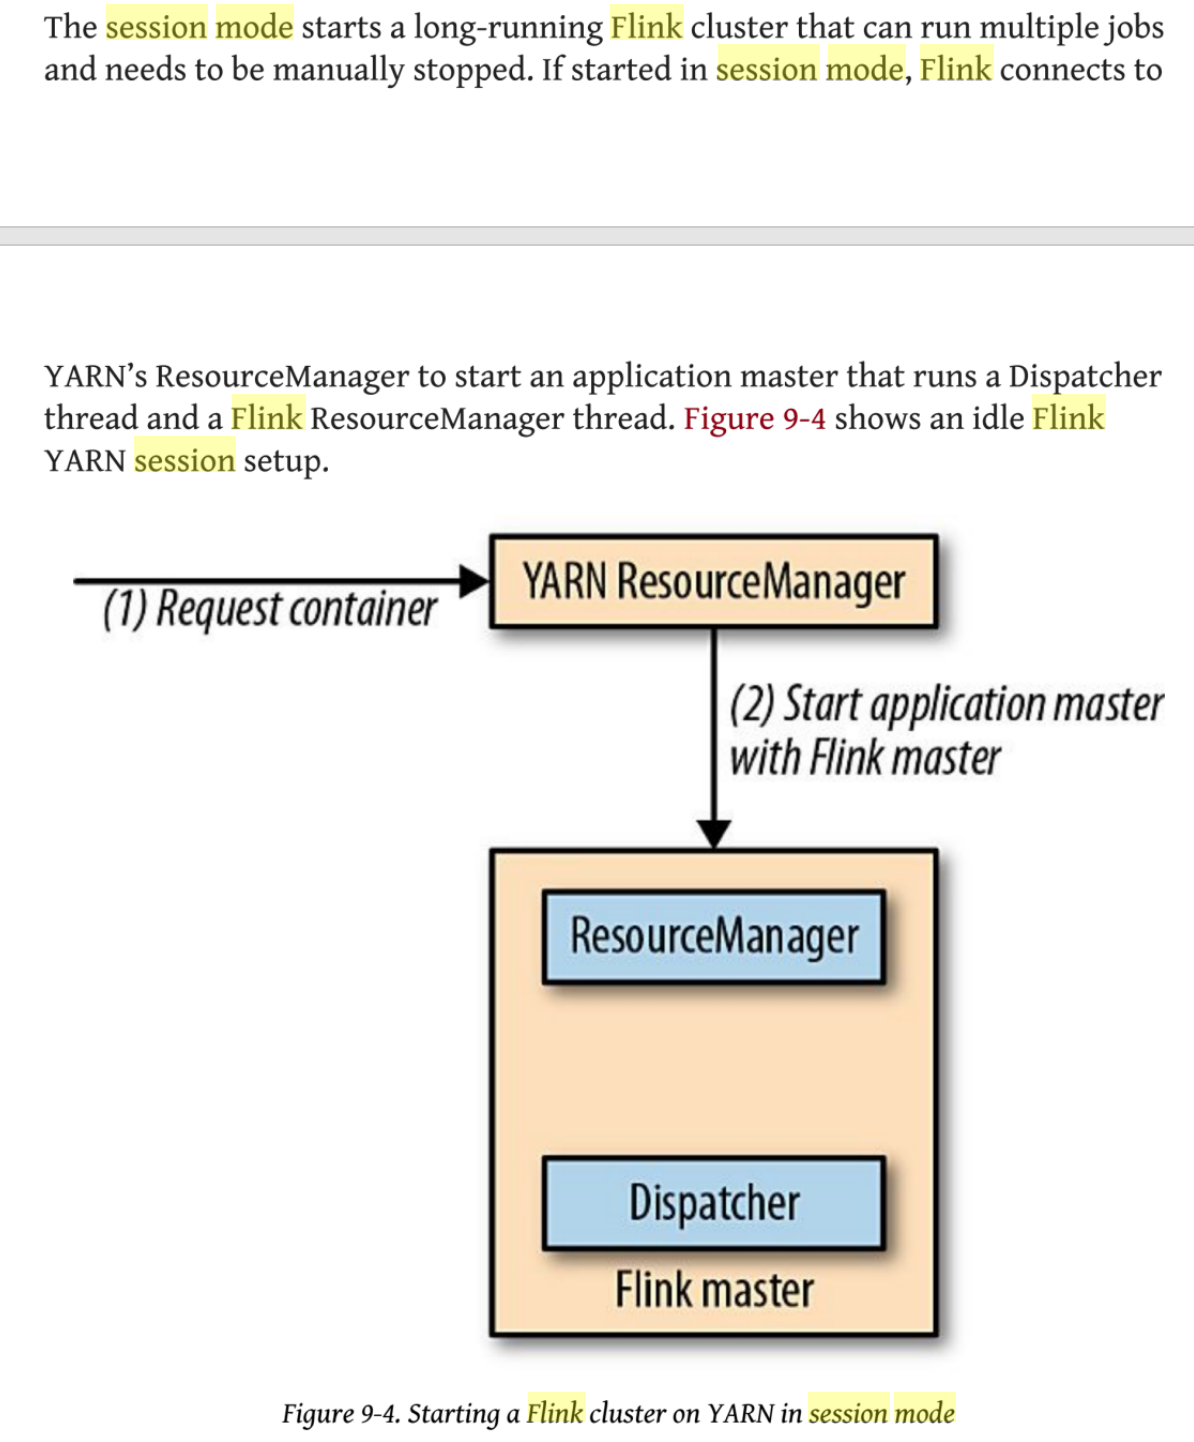 The session mode starts a long-running Flink cluster that can run multiple jobs
and needs to be manually stopped. If started in session mode, Flink connects to
YARN’s ResourceManager to start an application master that runs a Dispatcher
thread and a Flink ResourceManager thread. Figure 9-4 shows an idle Flink
YARN session setup.
YARN ResourceManager
(1) Request container
(2) Start application master
with Flink master
ResourceManager
Dispatcher
Flink master
Figure 9-4. Starting a Flink cluster on YARN in session mode